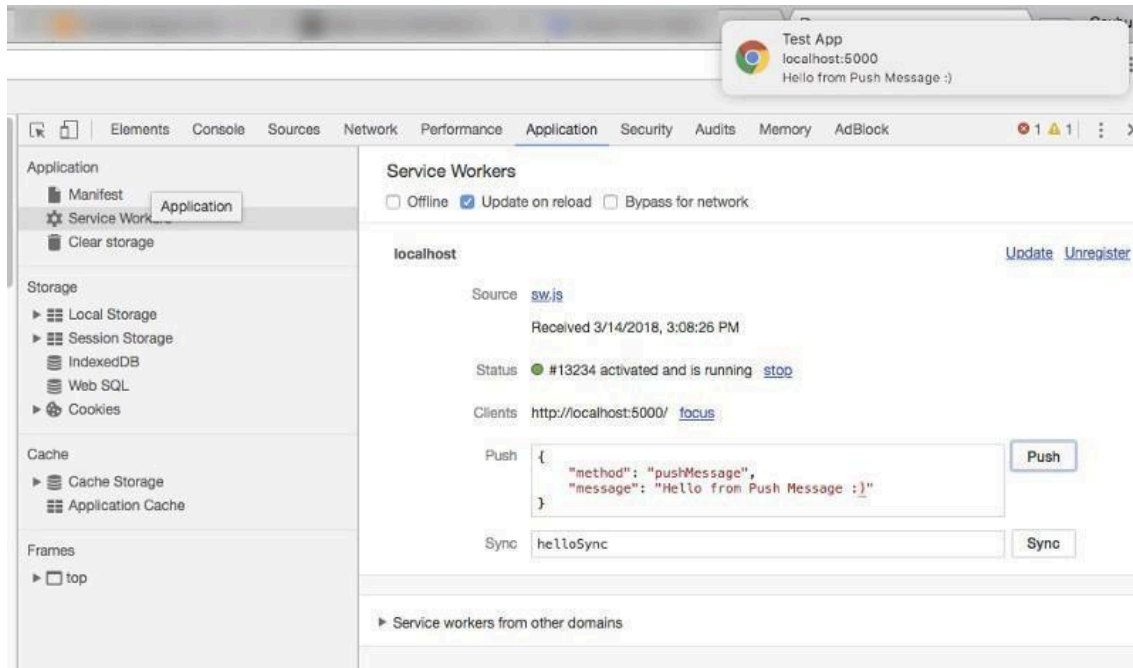 Test App
localhost:5000
Hello from Push Message :)
Elements Console Sources Network Performance Application Security Audits Memory AdBlock 1 1
Application
Manifest
Application
Service Workers
Clear storage
Storage
Local Storage
Session Storage
IndexedDB
Web SQL
Cookies
Cache
Cache Storage
Application Cache
Frames
top
Service Workers
Offline Update on reload Bypass for network
localhost Update Unregister
Source sw.js
Received 3/14/2018, 3:08:26 PM
Status #13234 activated and is running stop
Clients http://localhost:5000/ focus
Push { Push
"method": "pushMessage",
"message": "Hello from Push Message :)"
}
Sync helloSync Sync
Service workers from other domains